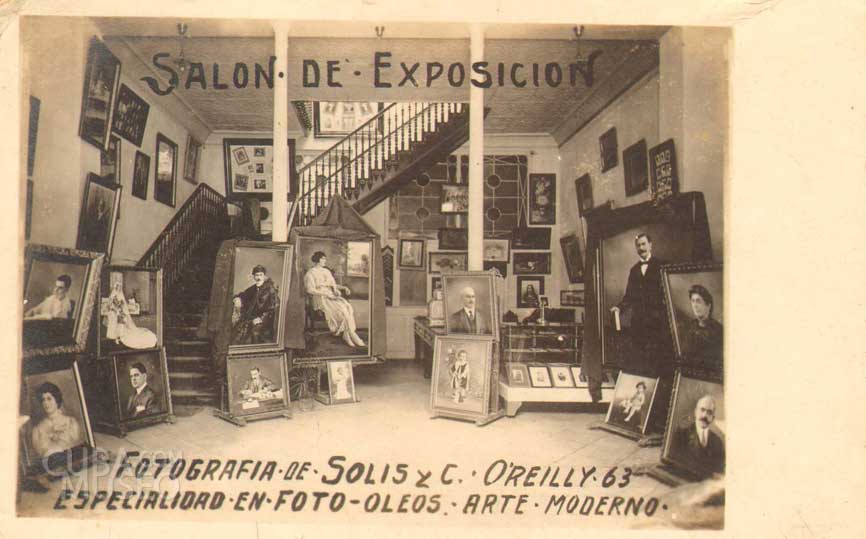 SALON · DE · EXPOSICION
FOTOGRAFIA · DE · SOLIS y C. · O'REILLY · 63
ESPECIALIDAD · EN · FOTO-OLEOS. · ARTE · MODERNO ·
CUBA
MUSEO